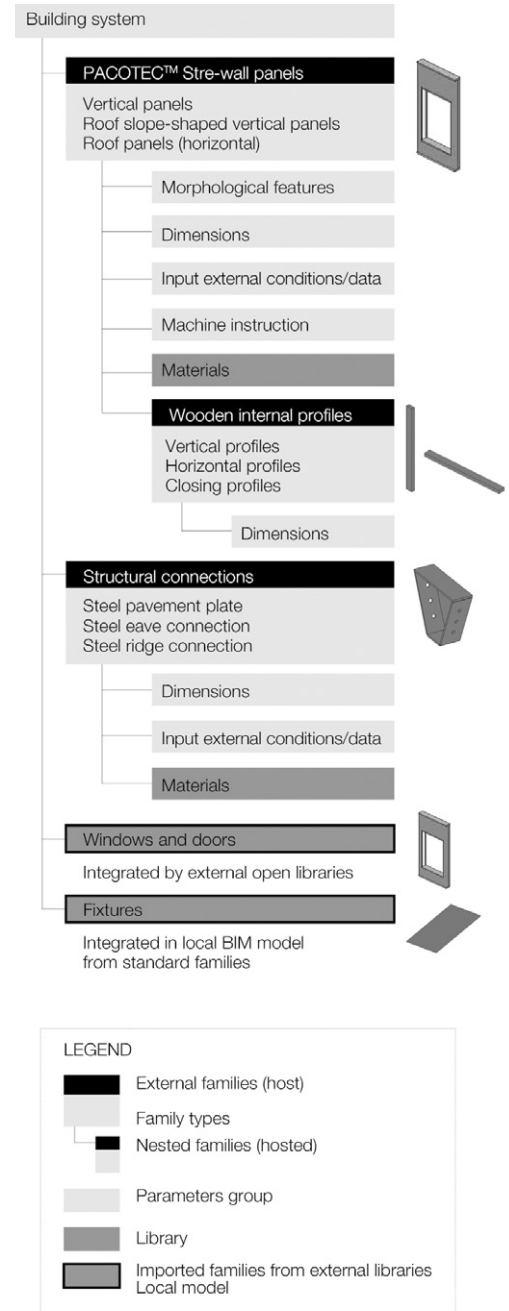 Building system
PACOTEC™ Stre-wall panels
Vertical panels
Roof slope-shaped vertical panels
Roof panels (horizontal)
Morphological features
Dimensions
Input external conditions/data
Machine instruction
Materials
Wooden internal profiles
Vertical profiles
Horizontal profiles
Closing profiles
Dimensions
Structural connections
Steel pavement plate
Steel eave connection
Steel ridge connection
Dimensions
Input external conditions/data
Materials
Windows and doors
Integrated by external open libraries
Fixtures
Integrated in local BIM model
from standard families
LEGEND
External families (host)
Family types
Nested families (hosted)
Parameters group
Library
Imported families from external libraries
Local model